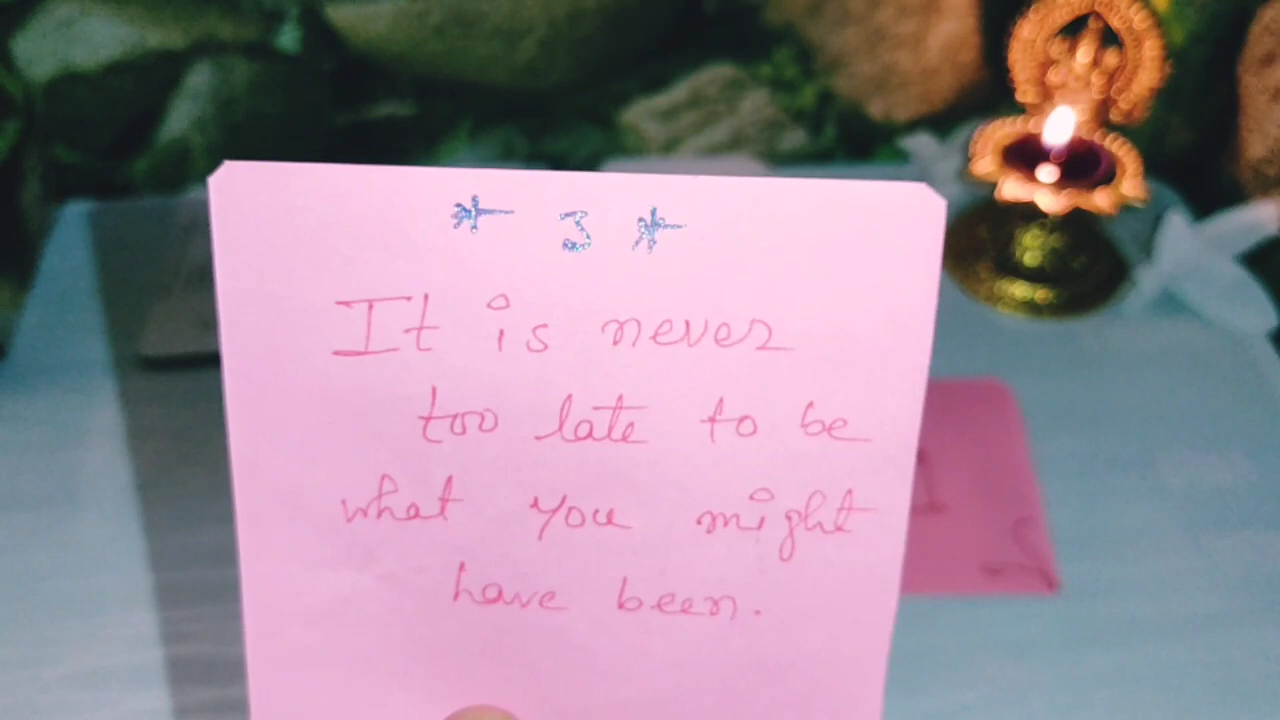 * 3 *
It is never
too late to be
what you might
have been.